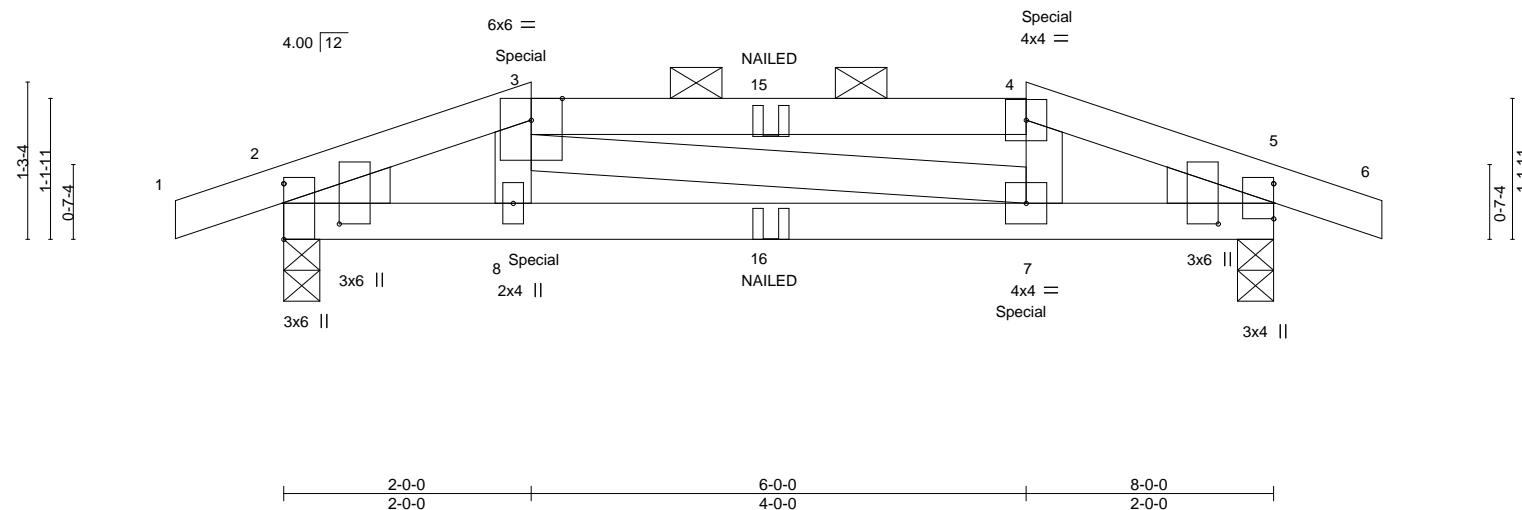 Special
6x6 =
4x4 =
4.00 12
Special
NAILED
3
15
4
1-3-4
1-1-11
0-7-4
2
5
1
6
0-7-4
Special
16
8
7
3x6 ||
3x6 ||
2x4 ||
NAILED
4x4 =
Special
3x6 ||
3x4 ||
2-0-0
6-0-0
8-0-0
2-0-0
4-0-0
2-0-0